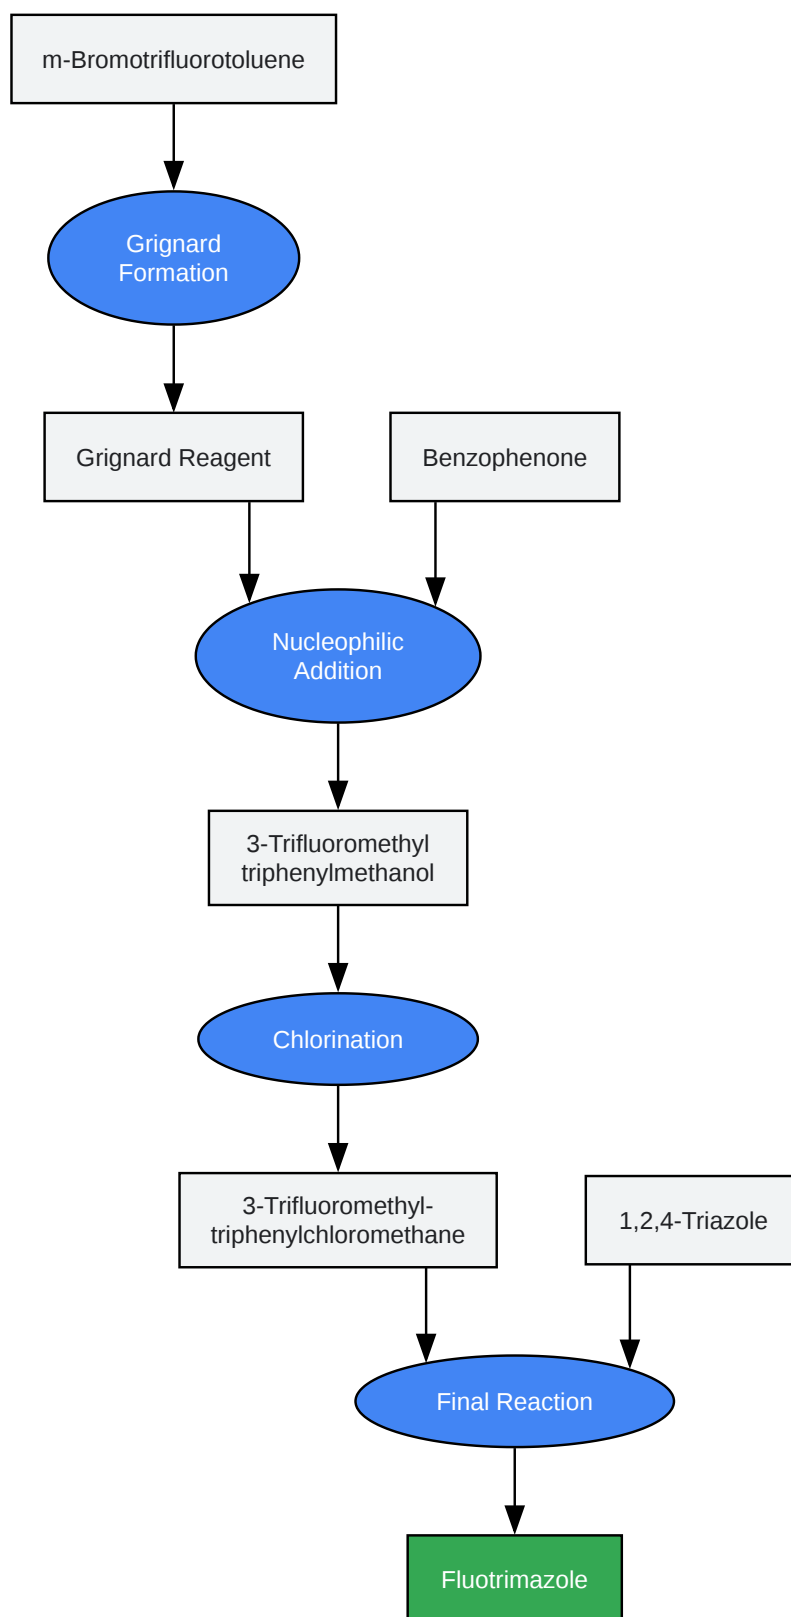 m-Bromotrifluorotoluene
Grignard
Formation
Grignard Reagent
Benzophenone
Nucleophilic
Addition
3-Trifluoromethyl
triphenylmethanol
Chlorination
3-Trifluoromethyl-
triphenylchloromethane
1,2,4-Triazole
Final Reaction
Fluotrimazole